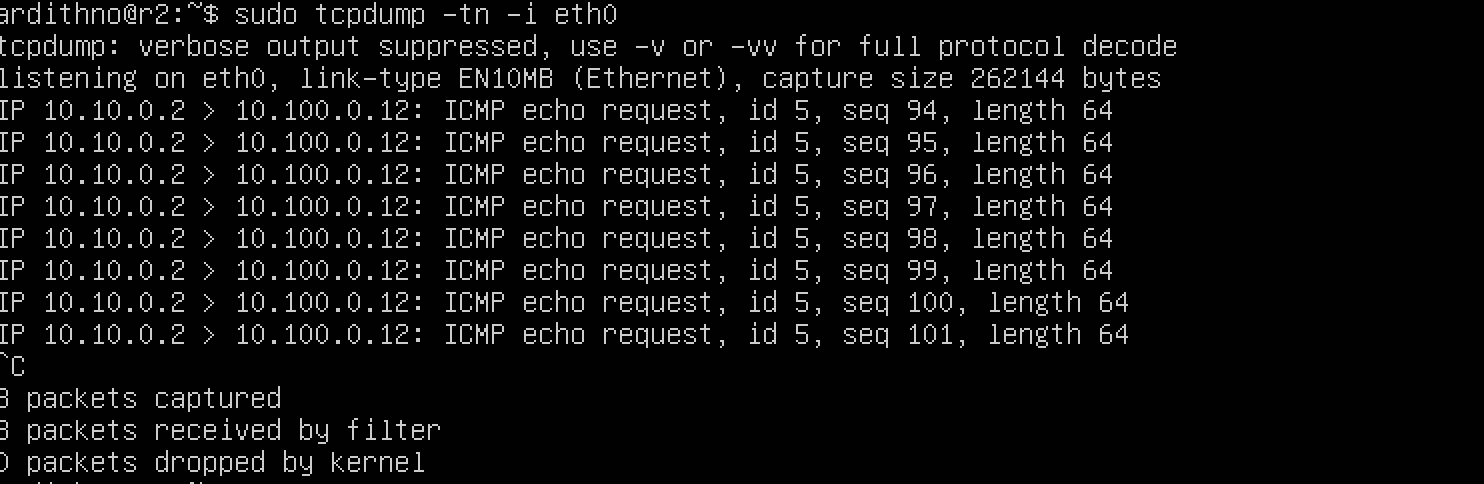 ardithno@r2:~$ sudo tcpdump -tn -i eth0
tcpdump: verbose output suppressed, use -v or -vv for full protocol decode
listening on eth0, link-type EN10MB (Ethernet), capture size 262144 bytes
IP 10.10.0.2 > 10.100.0.12: ICMP echo request, id 5, seq 94, length 64
IP 10.10.0.2 > 10.100.0.12: ICMP echo request, id 5, seq 95, length 64
IP 10.10.0.2 > 10.100.0.12: ICMP echo request, id 5, seq 96, length 64
IP 10.10.0.2 > 10.100.0.12: ICMP echo request, id 5, seq 97, length 64
IP 10.10.0.2 > 10.100.0.12: ICMP echo request, id 5, seq 98, length 64
IP 10.10.0.2 > 10.100.0.12: ICMP echo request, id 5, seq 99, length 64
IP 10.10.0.2 > 10.100.0.12: ICMP echo request, id 5, seq 100, length 64
IP 10.10.0.2 > 10.100.0.12: ICMP echo request, id 5, seq 101, length 64
^C
8 packets captured
8 packets received by filter
0 packets dropped by kernel